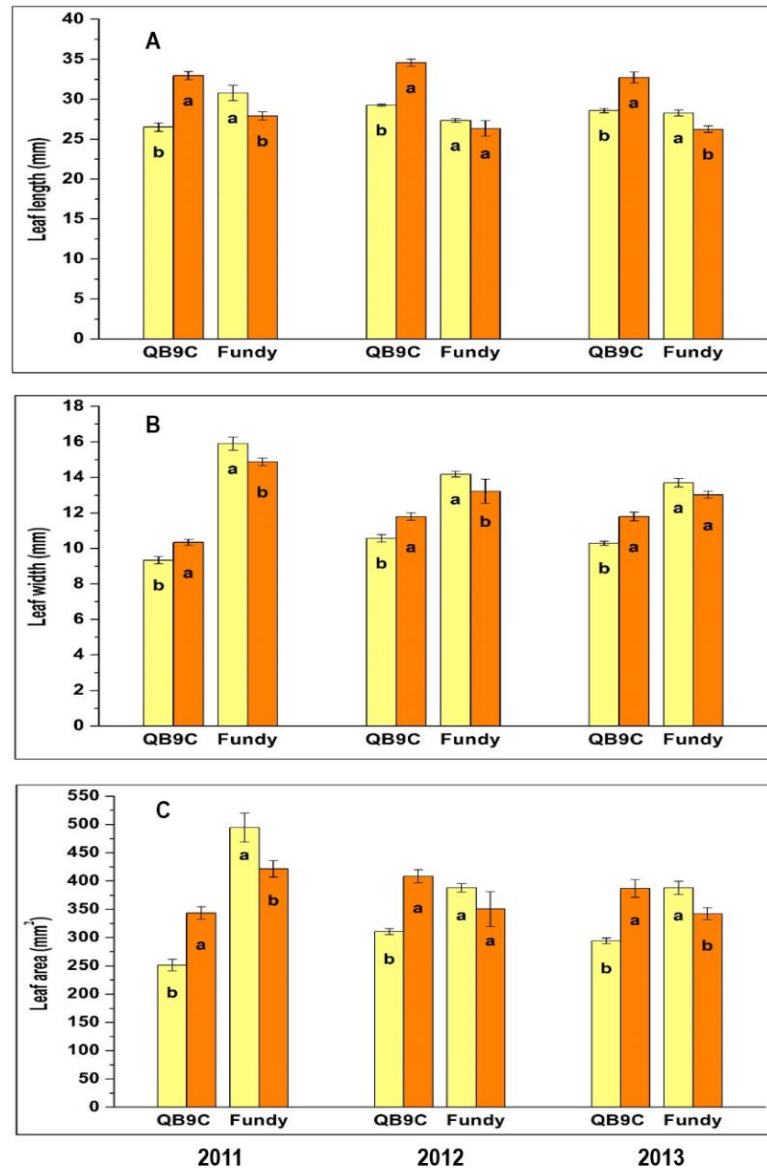 A
Leaf length (mm)
40
35
30
25
20
15
10
5
0
b
a
a
b
b
a
a
a
b
a
a
b
QB9C Fundy QB9C Fundy QB9C Fundy
B
Leaf width (mm)
18
16
14
12
10
8
6
4
2
0
b
a
a
b
b
a
a
b
b
a
a
a
QB9C Fundy QB9C Fundy QB9C Fundy
C
Leaf area (mm²)
550
500
450
400
350
300
250
200
150
100
50
0
b
a
a
b
b
a
a
a
b
a
a
b
QB9C Fundy QB9C Fundy QB9C Fundy
2011 2012 2013